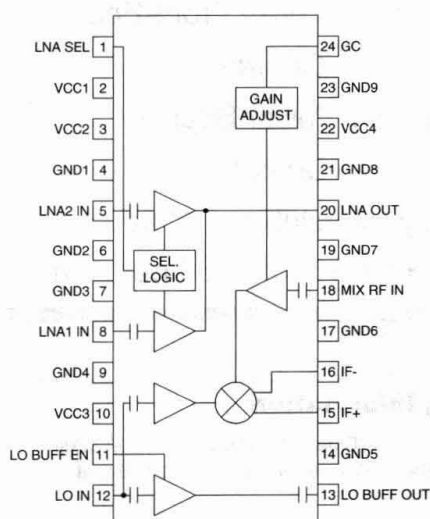 LNA SEL 1
VCC1 2
VCC2 3
GND1 4
LNA2 IN 5
GND2 6
GND3 7
LNA1 IN 8
GND4 9
VCC3 10
LO BUFF EN 11
LO IN 12
SEL.
LOGIC
GAIN
ADJUST
24 GC
23 GND9
22 VCC4
21 GND8
20 LNA OUT
19 GND7
18 MIX RF IN
17 GND6
16 IF-
15 IF+
14 GND5
13 LO BUFF OUT